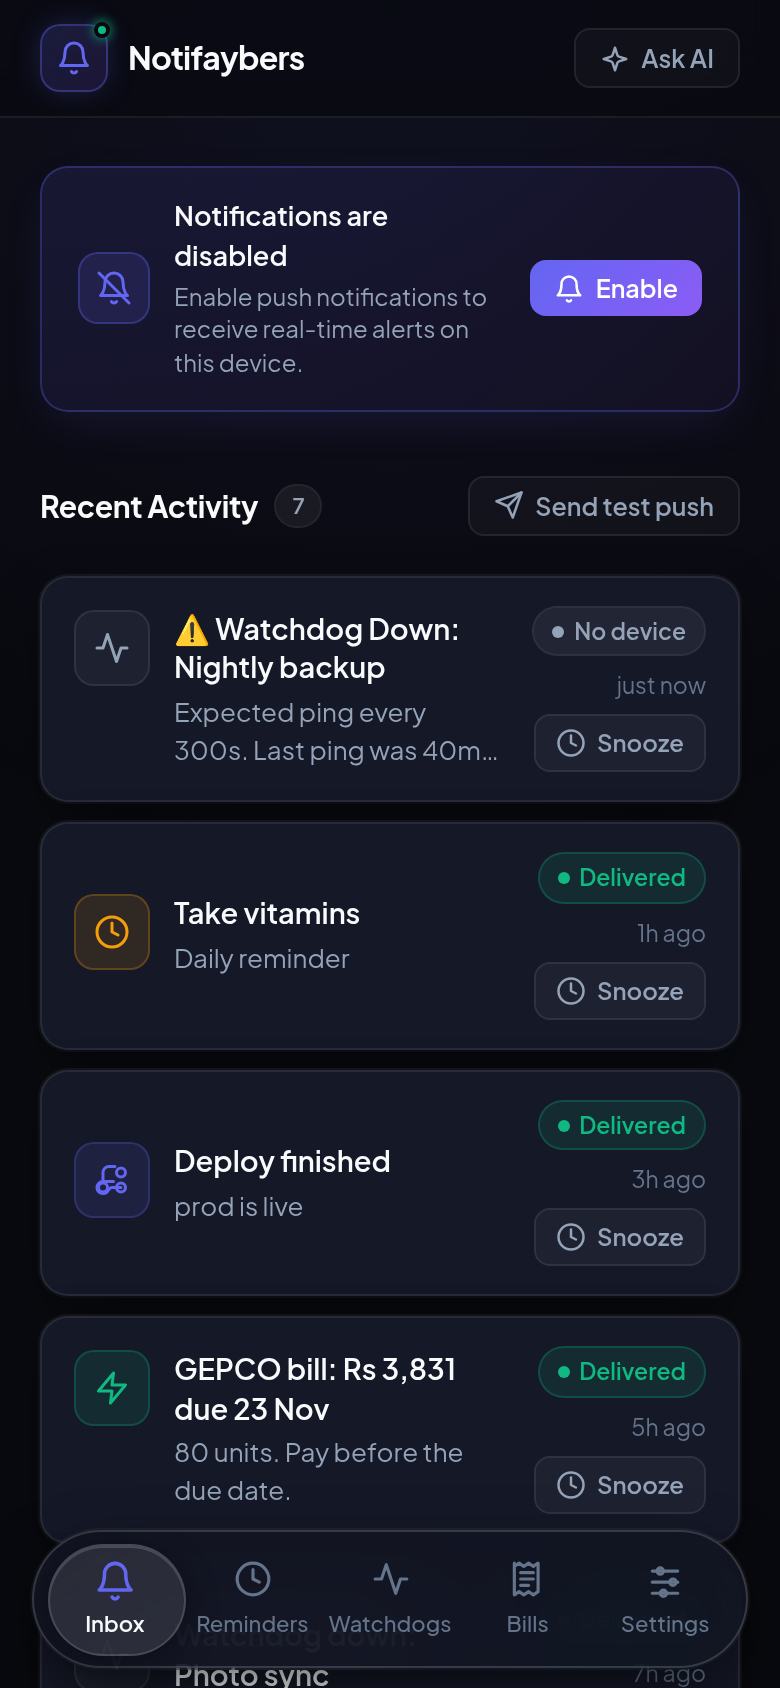 Notifaybers
Ask AI
Notifications are
disabled
Enable push notifications to
receive real-time alerts on
this device.
Enable
Recent Activity
7
Send test push
⚠️ Watchdog Down:
Nightly backup
Expected ping every
300s. Last ping was 40m…
No device
just now
Snooze
Take vitamins
Daily reminder
Delivered
1h ago
Snooze
Deploy finished
prod is live
Delivered
3h ago
Snooze
GEPCO bill: Rs 3,831
due 23 Nov
80 units. Pay before the
due date.
Delivered
5h ago
Snooze
Watchdog down:
Photo sync
7h ago
Inbox
Reminders
Watchdogs
Bills
Settings